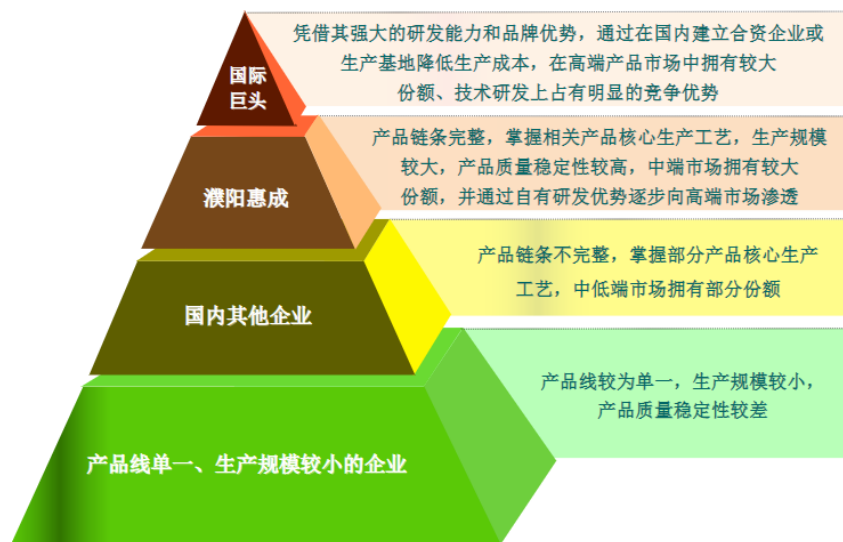 国际
巨头
凭借其强大的研发能力和品牌优势，通过在国内建立合资企业或
生产基地降低生产成本，在高端产品市场中拥有较大
份额、技术研发上占有明显的竞争优势
濮阳惠成
产品链条完整，掌握相关产品核心生产工艺，生产规模
较大，产品质量稳定性较高，中端市场拥有较大
份额，并通过自有研发优势逐步向高端市场渗透
国内其他企业
产品链条不完整，掌握部分产品核心生产
工艺，中低端市场拥有部分份额
产品线单一、生产规模较小的企业
产品线较为单一，生产规模较小，
产品质量稳定性较差